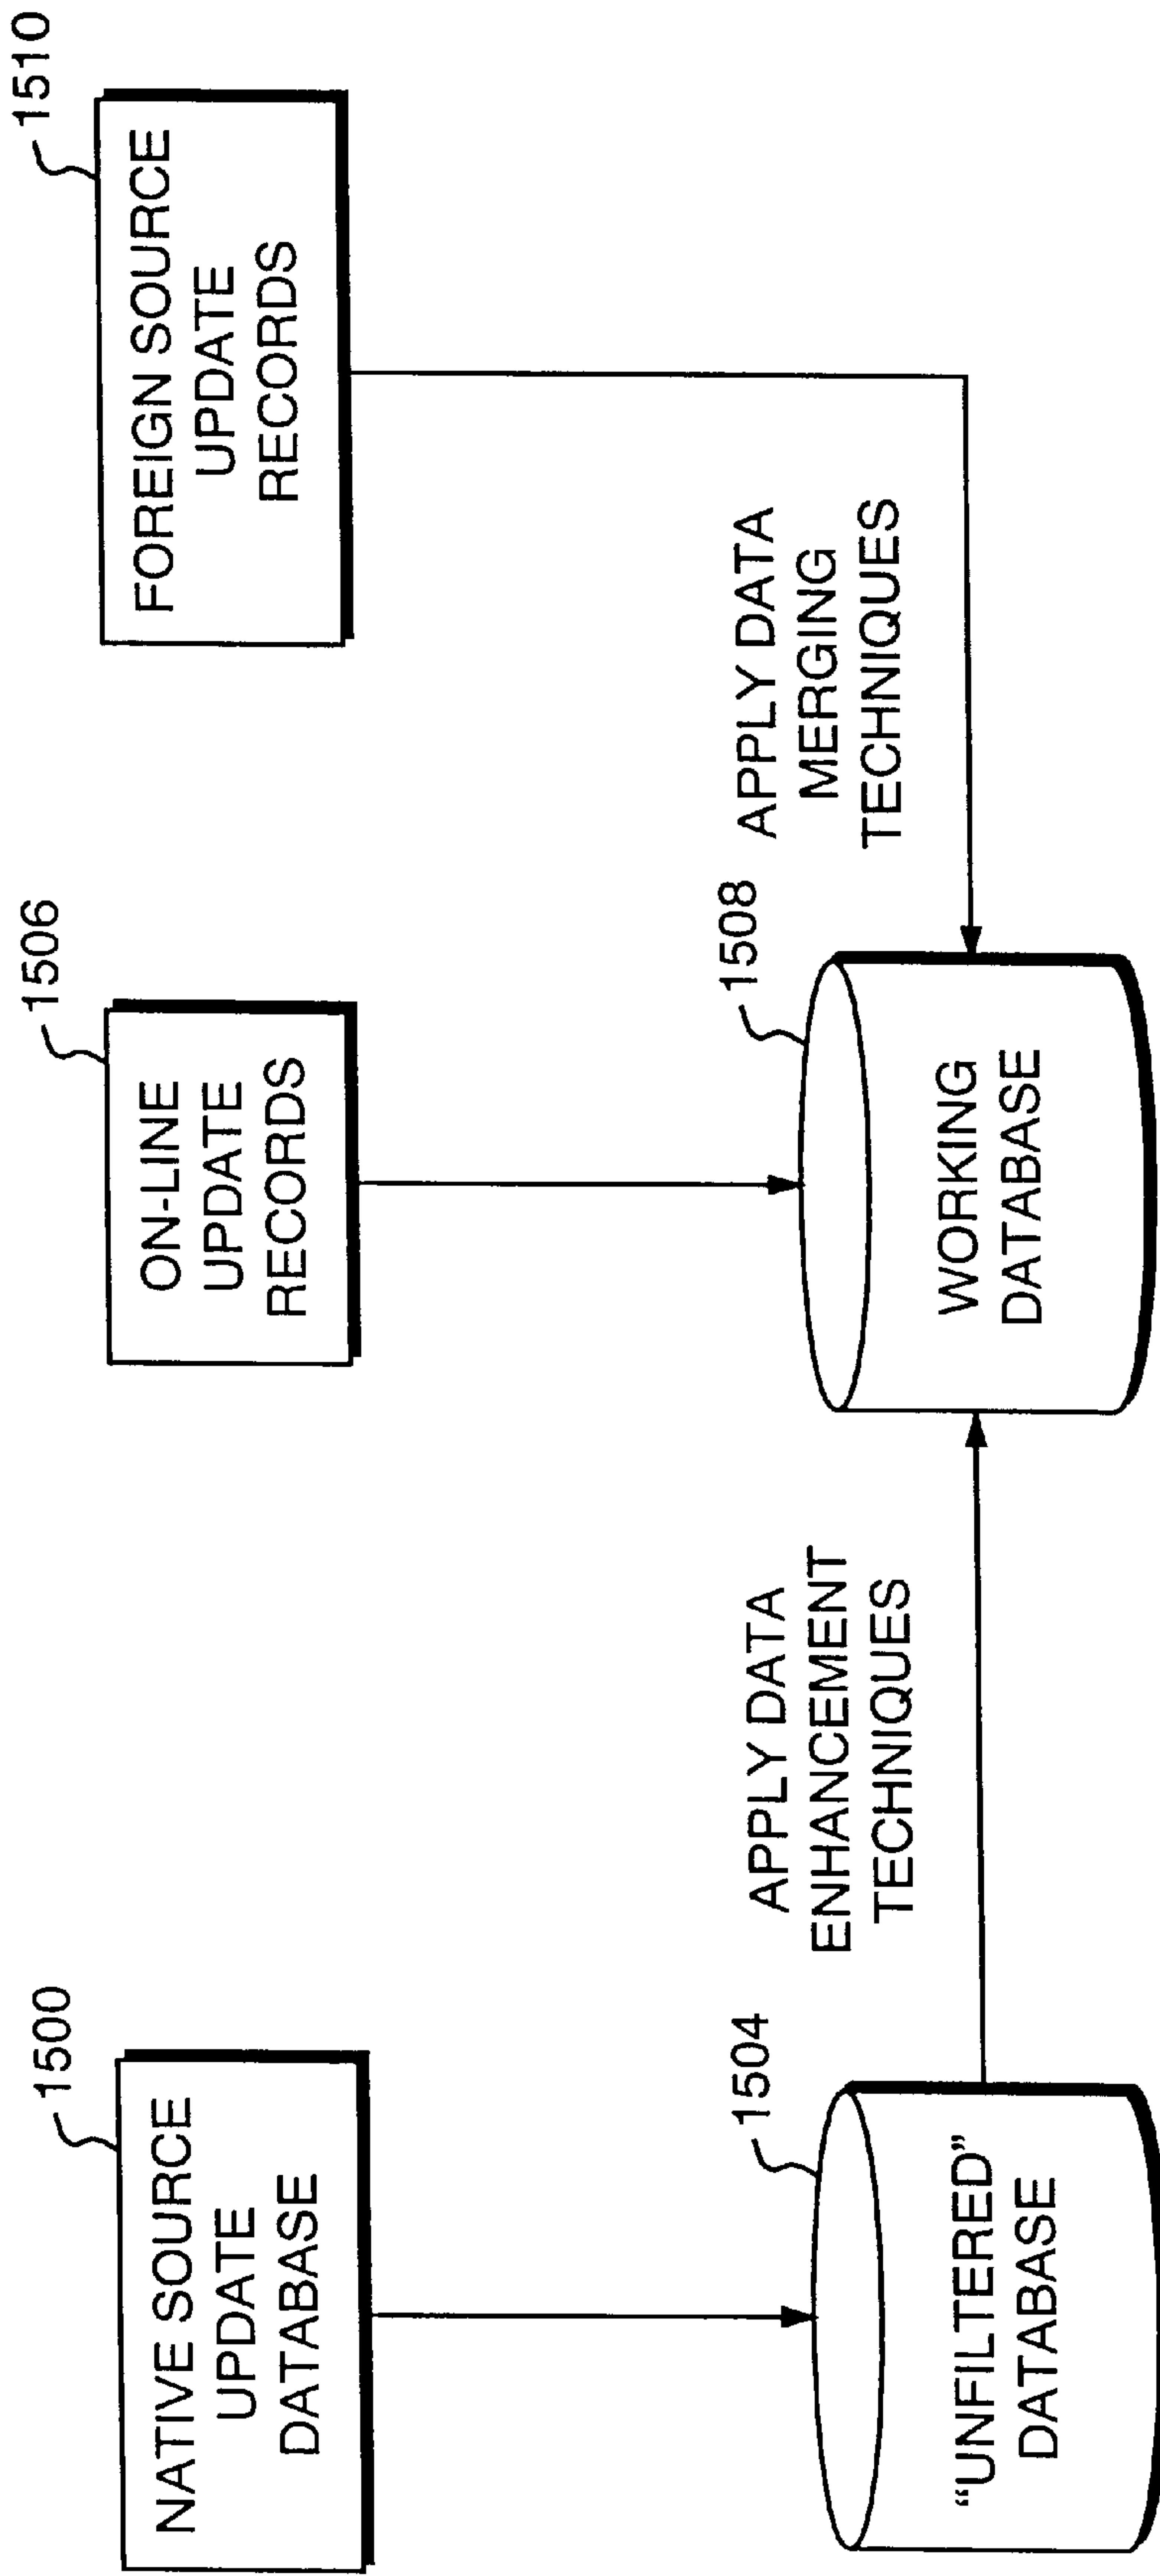 1500
NATIVE SOURCE
UPDATE
DATABASE
1506
ON-LINE
UPDATE
RECORDS
1510
FOREIGN SOURCE
UPDATE
RECORDS
1504
“UNFILTERED”
DATABASE
APPLY DATA
ENHANCEMENT
TECHNIQUES
1508
WORKING
DATABASE
APPLY DATA
MERGING
TECHNIQUES